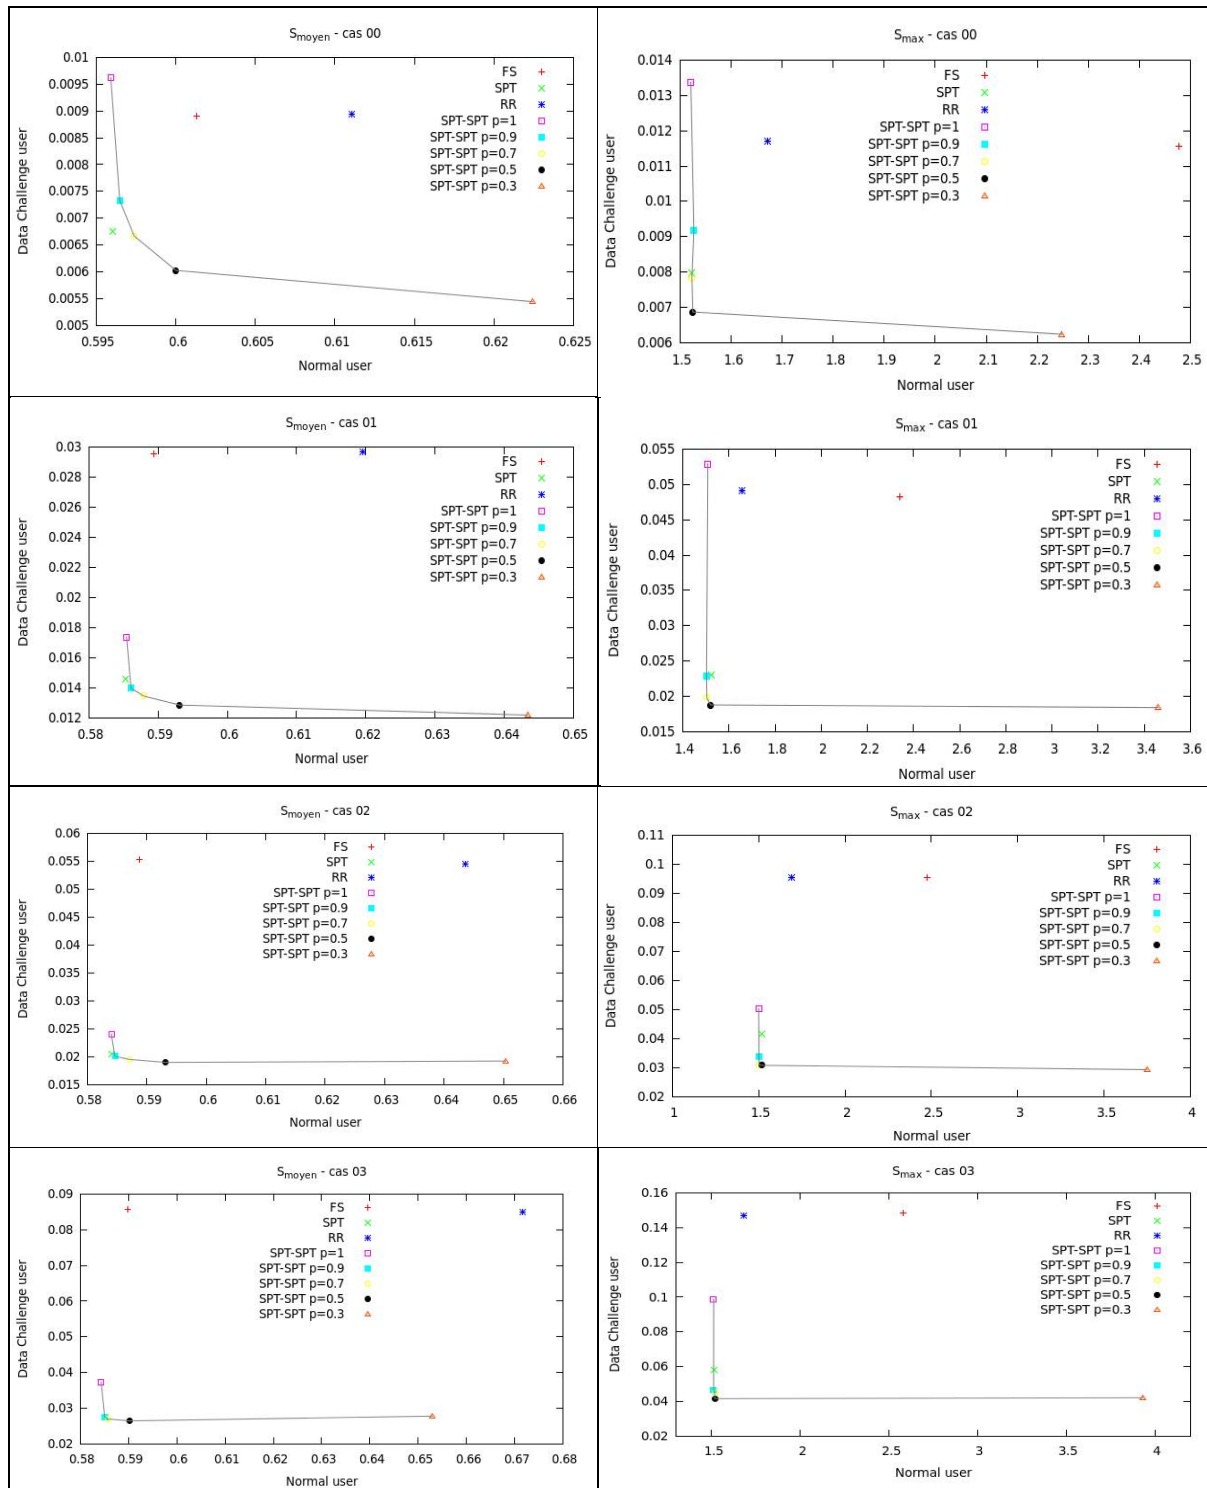 S_moyen - cas 00
0.01
0.0095
0.009
0.0085
0.008
0.0075
0.007
0.0065
0.006
0.0055
0.005
Data Challenge user
FS
SPT
RR
SPT-SPT p=1
SPT-SPT p=0.9
SPT-SPT p=0.7
SPT-SPT p=0.5
SPT-SPT p=0.3
0.595 0.6 0.605 0.61 0.615 0.62 0.625
Normal user
S_max - cas 00
0.014
0.013
0.012
0.011
0.01
0.009
0.008
0.007
0.006
Data Challenge user
FS
SPT
RR
SPT-SPT p=1
SPT-SPT p=0.9
SPT-SPT p=0.7
SPT-SPT p=0.5
SPT-SPT p=0.3
1.5 1.6 1.7 1.8 1.9 2 2.1 2.2 2.3 2.4 2.5
Normal user
S_moyen - cas 01
0.03
0.028
0.026
0.024
0.022
0.02
0.018
0.016
0.014
0.012
Data Challenge user
FS
SPT
RR
SPT-SPT p=1
SPT-SPT p=0.9
SPT-SPT p=0.7
SPT-SPT p=0.5
SPT-SPT p=0.3
0.58 0.59 0.6 0.61 0.62 0.63 0.64 0.65
Normal user
S_max - cas 01
0.055
0.05
0.045
0.04
0.035
0.03
0.025
0.02
0.015
Data Challenge user
FS
SPT
RR
SPT-SPT p=1
SPT-SPT p=0.9
SPT-SPT p=0.7
SPT-SPT p=0.5
SPT-SPT p=0.3
1.4 1.6 1.8 2 2.2 2.4 2.6 2.8 3 3.2 3.4 3.6
Normal user
S_moyen - cas 02
0.06
0.055
0.05
0.045
0.04
0.035
0.03
0.025
0.02
0.015
Data Challenge user
FS
SPT
RR
SPT-SPT p=1
SPT-SPT p=0.9
SPT-SPT p=0.7
SPT-SPT p=0.5
SPT-SPT p=0.3
0.58 0.59 0.6 0.61 0.62 0.63 0.64 0.65 0.66
Normal user
S_max - cas 02
0.11
0.1
0.09
0.08
0.07
0.06
0.05
0.04
0.03
0.02
Data Challenge user
FS
SPT
RR
SPT-SPT p=1
SPT-SPT p=0.9
SPT-SPT p=0.7
SPT-SPT p=0.5
SPT-SPT p=0.3
1 1.5 2 2.5 3 3.5 4
Normal user
S_moyen - cas 03
0.09
0.08
0.07
0.06
0.05
0.04
0.03
0.02
Data Challenge user
FS
SPT
RR
SPT-SPT p=1
SPT-SPT p=0.9
SPT-SPT p=0.7
SPT-SPT p=0.5
SPT-SPT p=0.3
0.58 0.59 0.6 0.61 0.62 0.63 0.64 0.65 0.66 0.67 0.68
Normal user
S_max - cas 03
0.16
0.14
0.12
0.1
0.08
0.06
0.04
0.02
Data Challenge user
FS
SPT
RR
SPT-SPT p=1
SPT-SPT p=0.9
SPT-SPT p=0.7
SPT-SPT p=0.5
SPT-SPT p=0.3
1.5 2 2.5 3 3.5 4
Normal user